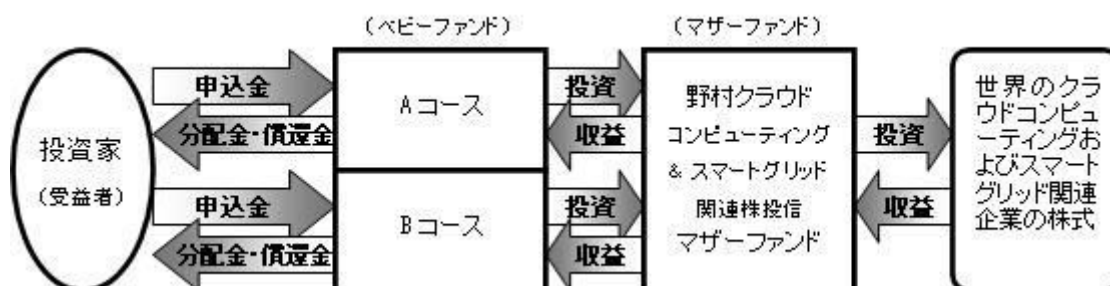 （ベビーファンド）
（マザーファンド）
投資家
（受益者）
申込金
分配金・償還金
申込金
分配金・償還金
Aコース
Bコース
投資
収益
投資
収益
野村クラウド
コンピューティング
& スマートグリッド
関連株投信
マザーファンド
投資
収益
世界のクラ
ウドコンピュ
ーティングお
よびスマート
グリッド関連
企業の株式